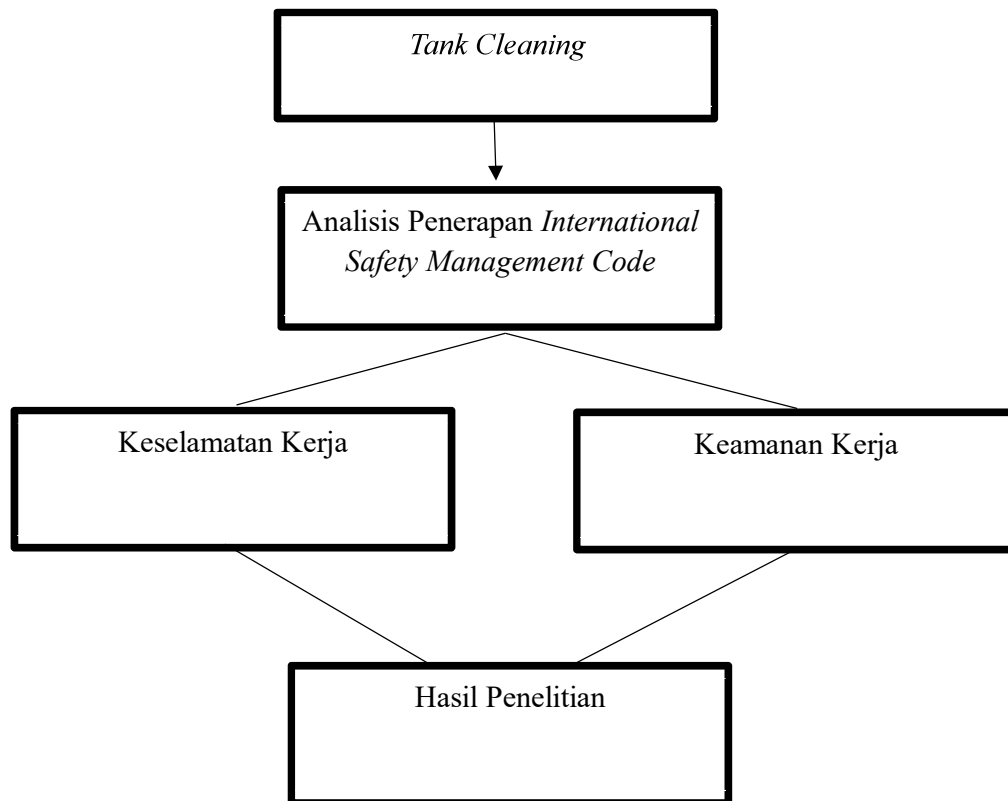 Tank Cleaning
Analisis Penerapan International
Safety Management Code
Keselamatan Kerja
Keamanan Kerja
Hasil Penelitian